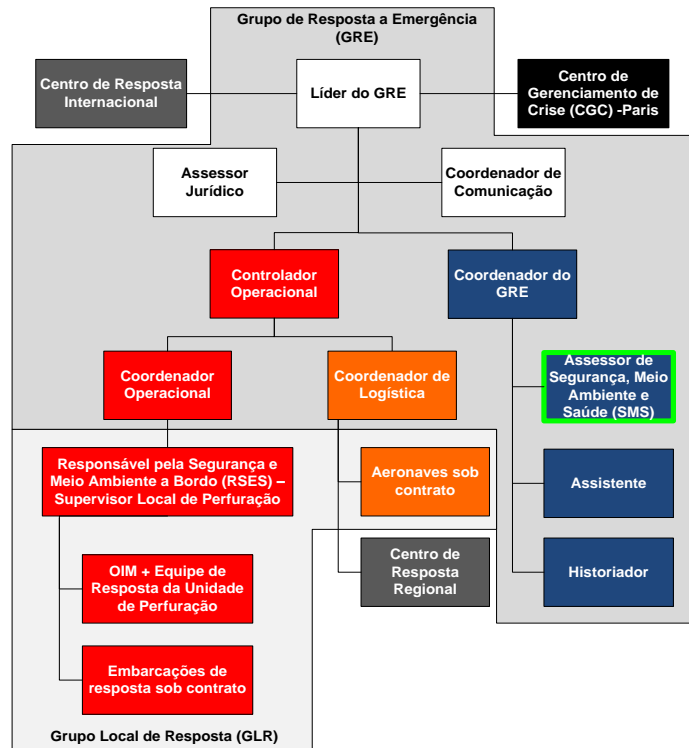 Grupo de Resposta a Emergência
(GRE)
Centro de Resposta
Internacional
Líder do GRE
Centro de
Gerenciamento de
Crise (CGC) -Paris
Assessor
Jurídico
Coordenador de
Comunicação
Controlador
Operacional
Coordenador do
GRE
Coordenador
Operacional
Coordenador de
Logística
Assessor de
Segurança, Meio
Ambiente e
Saúde (SMS)
Responsável pela Segurança e
Meio Ambiente a Bordo (RSES) –
Supervisor Local de Perfuração
Aeronaves sob
contrato
Assistente
OIM + Equipe de
Resposta da Unidade
de Perfuração
Centro de
Resposta
Regional
Historiador
Embarcações de
resposta sob contrato
Grupo Local de Resposta (GLR)